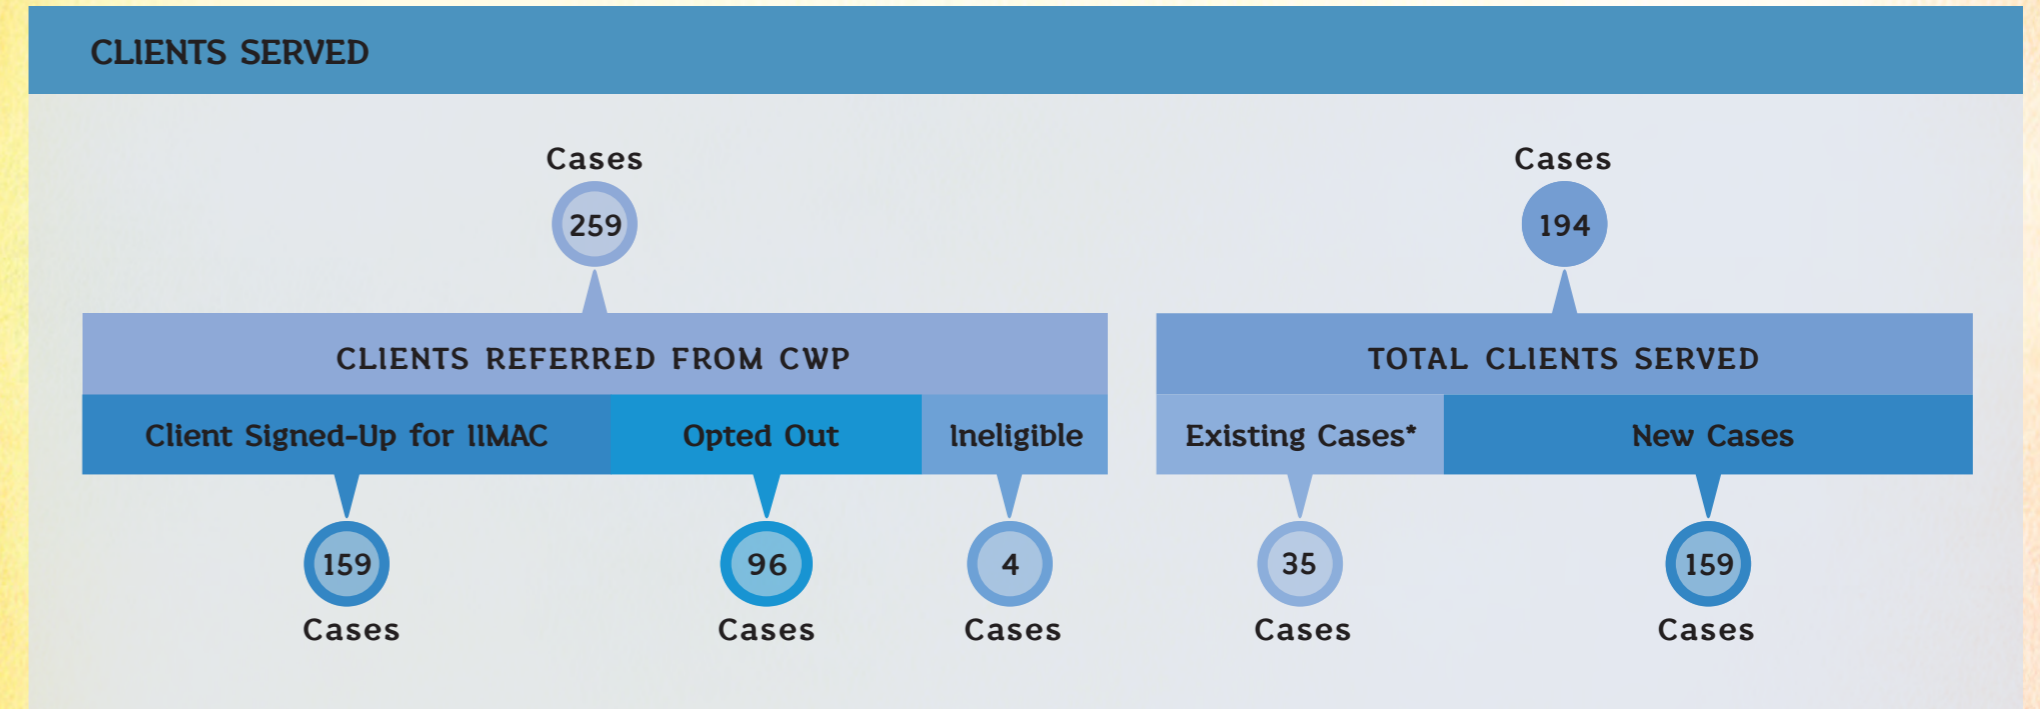 CLIENTS SERVED
Cases Cases
259 194
CLIENTS REFERRED FROM CWP TOTAL CLIENTS SERVED
Client Signed-Up for IIMAC Opted Out Ineligible Existing Cases* New Cases
159 96 4 35 159
Cases Cases Cases Cases Cases